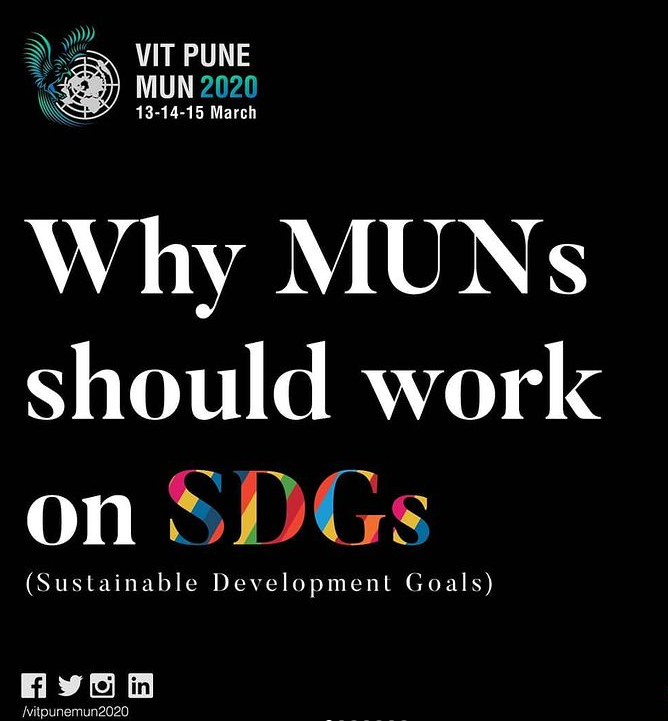 VIT PUNE
MUN 2020
13-14-15 March
Why MUNs
should work
on SDGs
(Sustainable Development Goals)
/vitpunemun2020